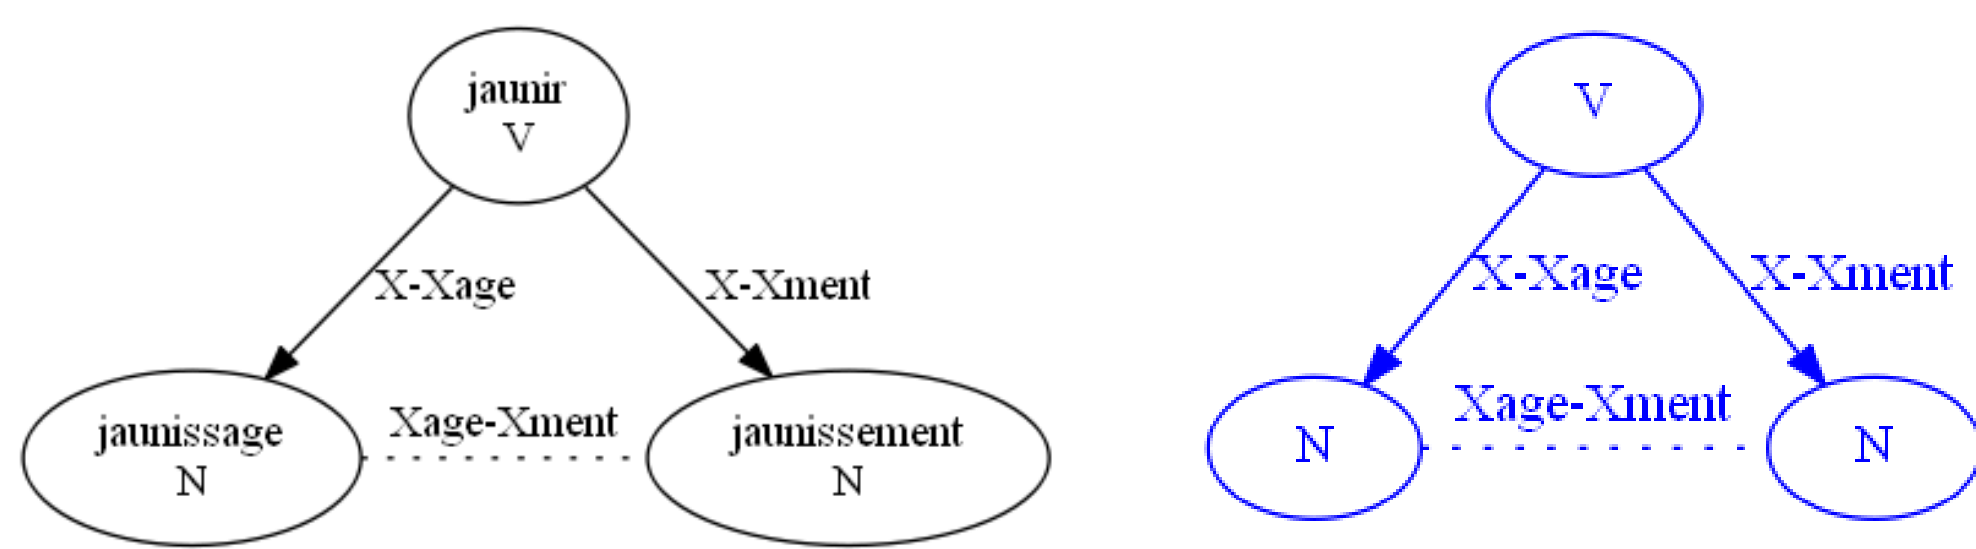 jaunir
V
X-Xage
X-Xment
jaunissage
N
Xage-Xment
jaunissement
N
V
X-Xage
X-Xment
N
Xage-Xment
N